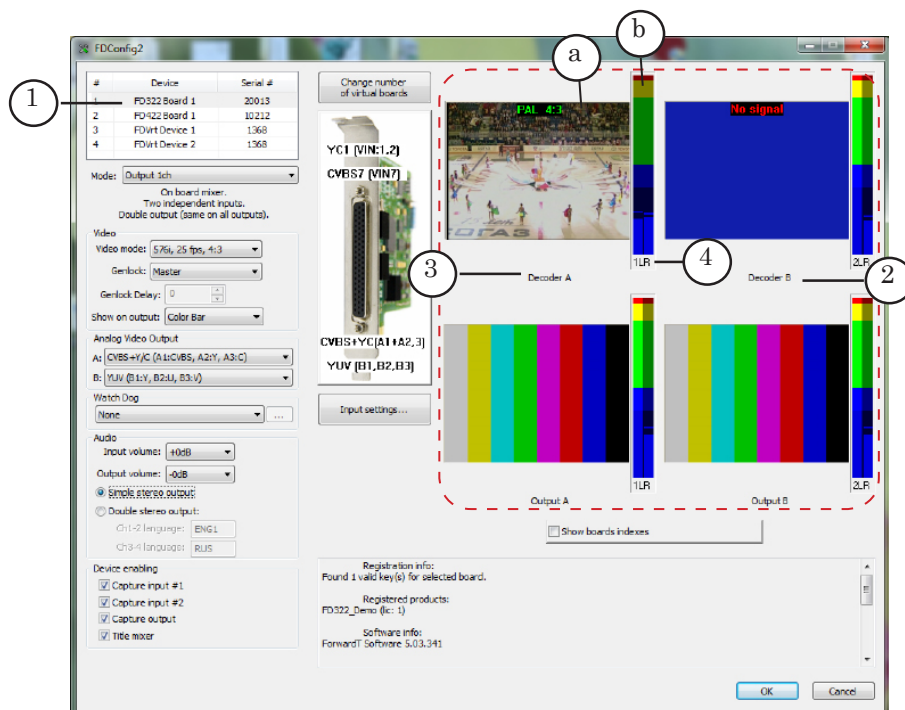 b
a
FDConfig2
# Device Serial #
1
1 FD322 Board 1 20013
2 FD422 Board 1 10212
3 FDVrt Device 1 1368
4 FDVrt Device 2 1368
Mode: Output 1ch
On board mixer.
Two independent inputs.
Double output (same on all outputs).
Video
Video mode: 576i, 25 fps, 4:3
Genlock: Master
Genlock Delay: 0
Show on output: Color Bar
Analog Video Output
A: CVBS+Y/C (A1:CVBS, A2:Y, A3:C)
B: YUV (B1:Y, B2:U, B3:V)
Watch Dog
None ...
Audio
Input volume: +0dB
Output volume: -0dB
Simple stereo output
Double stereo output:
Ch1-2 language: ENG1
Ch3-4 language: RUS
Device enabling
Capture input #1
Capture input #2
Capture output
Title mixer
Change number
of virtual boards
YC1 (VIN:1,2)
CVBS7 (VIN7)
CVBS+YC(A1+A2,3)
YUV (B1,B2,B3)
Input settings...
PAL 4:3
No signal
ОГАЗ
1LR
2LR
3
4
2
Decoder A
Decoder B
1LR
2LR
Output A
Output B
Show boards indexes
Registration info:
Found 1 valid key(s) for selected board.
Registered products:
FD322_Demo (lic: 1)
Software info:
ForwardT Software 5.03.341
OK
Cancel